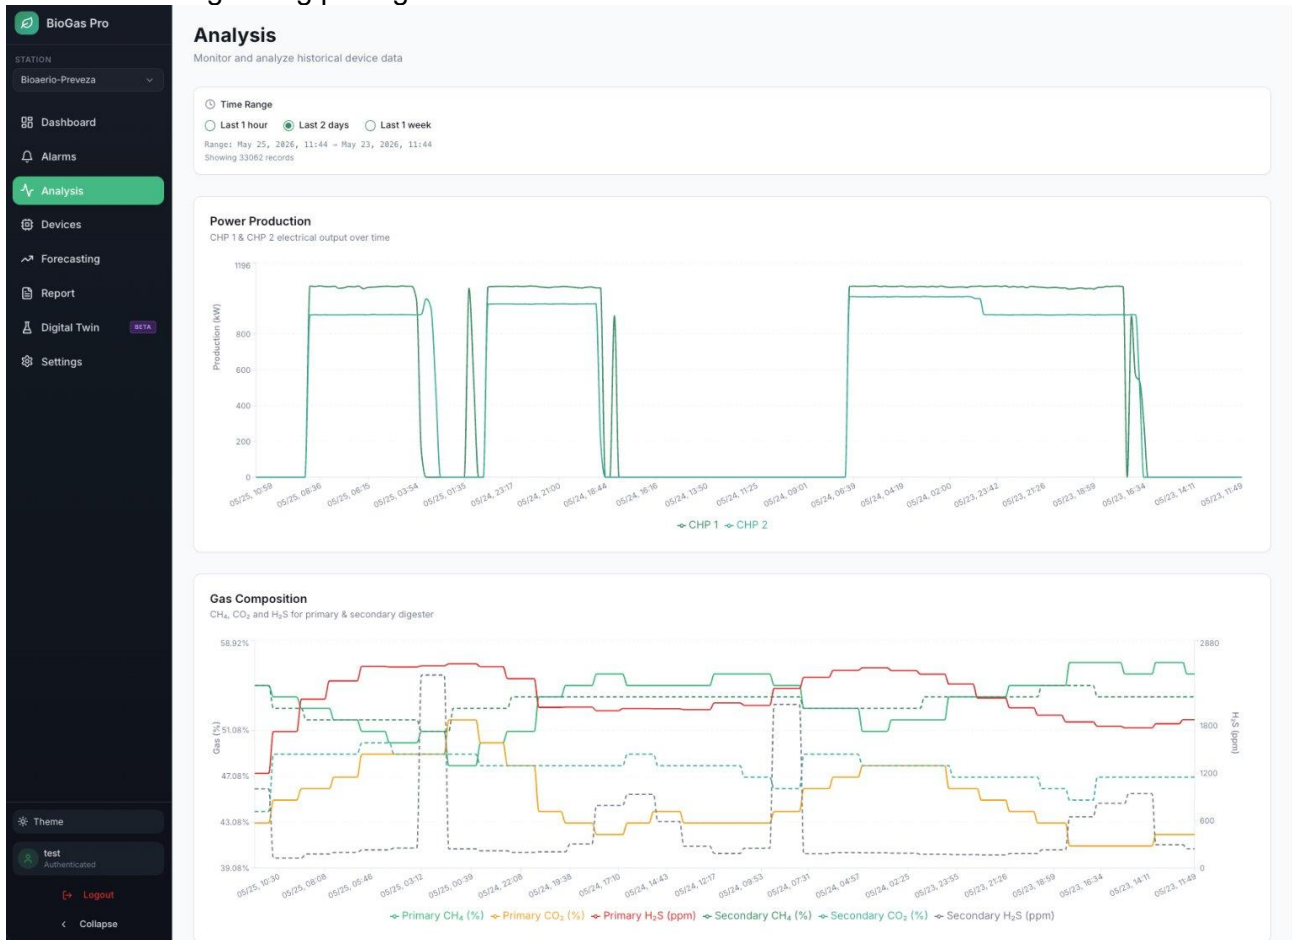 BioGas Pro
STATION
Bioaerio-Preveza
Dashboard
Alarms
Analysis
Devices
Forecasting
Report
Digital Twin BETA
Settings
Theme
test
Authenticated
Logout
Collapse
Analysis
Monitor and analyze historical device data
Time Range
Last 1 hour Last 2 days Last 1 week
Range: May 25, 2026, 11:44 – May 23, 2026, 11:44
Showing 33062 records
Power Production
CHP 1 & CHP 2 electrical output over time
1196
800
600
400
200
0
Production (kW)
05/25, 10:59 05/25, 08:36 05/25, 06:15 05/25, 03:54 05/25, 01:35 05/24, 23:17 05/24, 21:00 05/24, 18:44 05/24, 16:16 05/24, 13:50 05/24, 11:25 05/24, 09:01 05/24, 06:39 05/24, 04:19 05/24, 02:00 05/23, 23:42 05/23, 21:26 05/23, 18:59 05/23, 16:34 05/23, 14:11 05/23, 11:49
CHP 1 CHP 2
Gas Composition
CH₄, CO₂ and H₂S for primary & secondary digester
58.92%
51.08%
47.08%
43.08%
39.08%
Gas (%)
2880
1800
1200
600
0
H₂S (ppm)
05/25, 10:30 05/25, 08:08 05/25, 05:46 05/25, 03:12 05/25, 00:39 05/24, 22:08 05/24, 19:38 05/24, 17:10 05/24, 14:43 05/24, 12:17 05/24, 09:53 05/24, 07:31 05/24, 04:57 05/24, 02:25 05/23, 23:55 05/23, 21:26 05/23, 18:59 05/23, 16:34 05/23, 14:11 05/23, 11:49
Primary CH₄ (%) Primary CO₂ (%) Primary H₂S (ppm) Secondary CH₄ (%) Secondary CO₂ (%) Secondary H₂S (ppm)